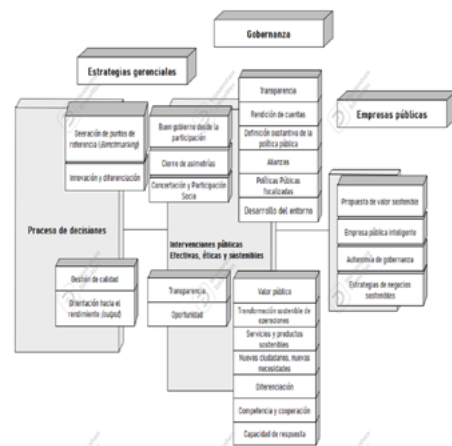 Gobernanza
Estrategias gerenciales
Empresas públicas
Generación de puntos de
referencia (Benchmarking)
Innovación y diferenciación
Buen gobierno desde la
participación
Cierre de asimetrías
Concertación y Participación
Social
Transparencia
Rendición de cuentas
Definición sustantiva de la
política pública
Alianzas
Políticas Públicas
focalizadas
Desarrollo del entorno
Propuesta de valor sostenible
Empresa pública inteligente
Autonomía de gobernanza
Estrategias de negocios
sostenibles
Proceso de decisiones
Intervenciones públicas
Efectivas, éticas y sostenibles
Gestión de calidad
Orientación hacia el
rendimiento (output)
Transparencia
Oportunidad
Valor público
Transformación sostenible de
operaciones
Servicios y productos
sostenibles
Nuevos ciudadanos, nuevas
necesidades
Diferenciación
Competencia y cooperación
Capacidad de respuesta